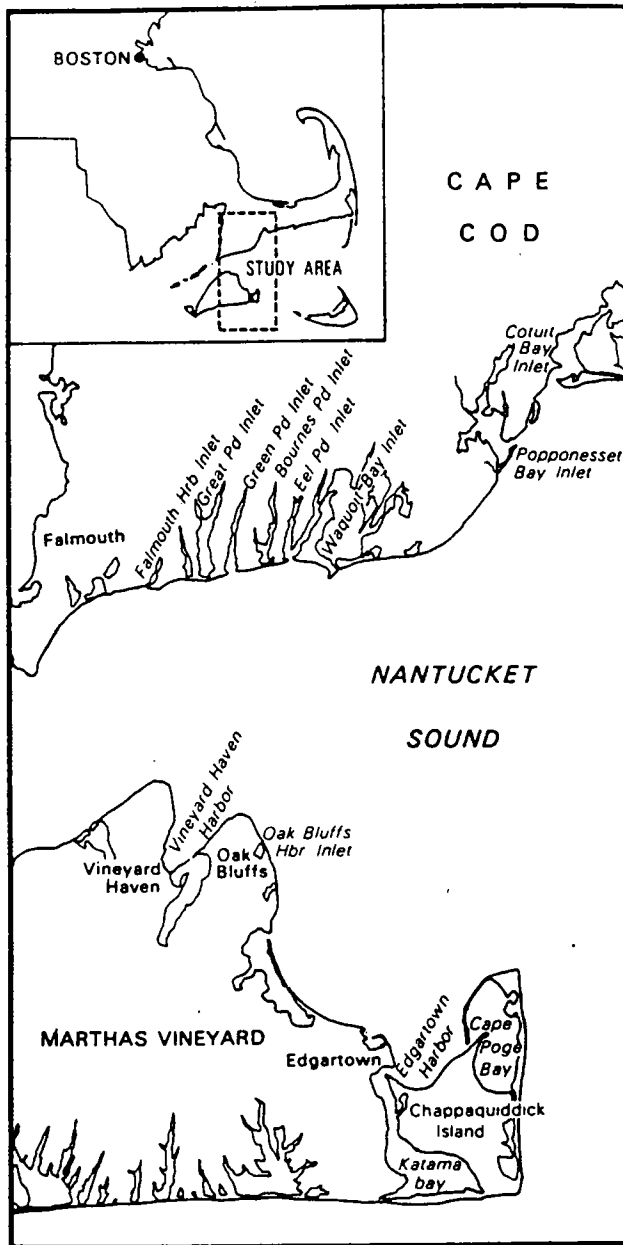 BOSTON
STUDY AREA
CAPE
COD
Cotuit
Bay
Inlet
Popponesset
Bay Inlet
Falmouth Hrb Inlet
Great Pd Inlet
Green Pd Inlet
Bournes Pd Inlet
Eel Pd Inlet
Waquoit Bay Inlet
Falmouth
NANTUCKET
SOUND
Vineyard Haven
Harbor
Oak Bluffs
Hbr Inlet
Vineyard
Haven
Oak
Bluffs
MARTHAS VINEYARD
Edgartown
Edgartown
Harbor
Cape
Poge
Bay
Chappaquiddick
Island
Katama
bay